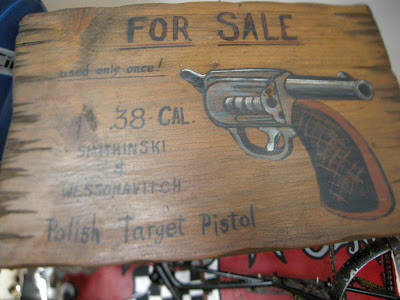 FOR SALE
used only once!
.38 CAL.
SMITHINSKI
&
WESSONAVITCH
Polish Target Pistol